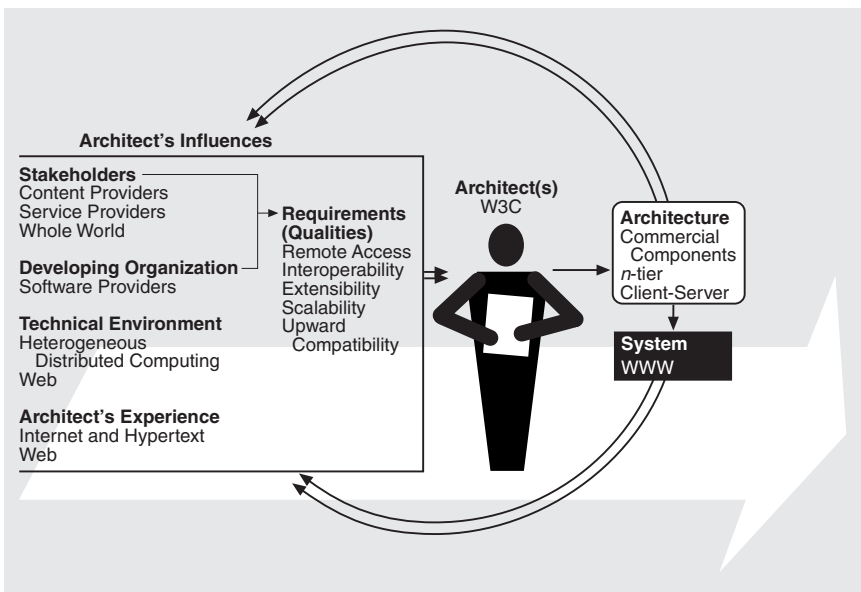 Architect's Influences
Stakeholders
Content Providers
Service Providers
Whole World
Developing Organization
Software Providers
Technical Environment
Heterogeneous
Distributed Computing
Web
Architect's Experience
Internet and Hypertext
Web
Requirements
(Qualities)
Remote Access
Interoperability
Extensibility
Scalability
Upward
Compatibility
Architect(s)
W3C
Architecture
Commercial
Components
n-tier
Client-Server
System
WWW